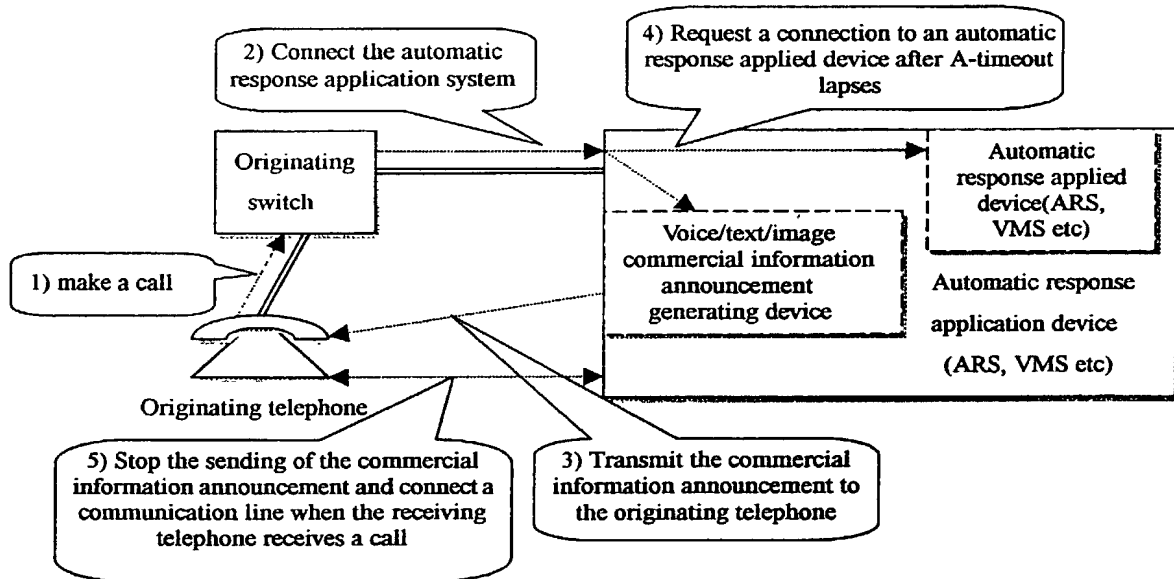 2) Connect the automatic
response application system
4) Request a connection to an automatic
response applied device after A-timeout
lapses
Originating
switch
Automatic
response applied
device(ARS,
VMS etc)
Voice/text/image
commercial information
announcement
generating device
1) make a call
Automatic response
application device
(ARS, VMS etc)
Originating telephone
5) Stop the sending of the commercial
information announcement and connect a
communication line when the receiving
telephone receives a call
3) Transmit the commercial
information announcement to
the originating telephone